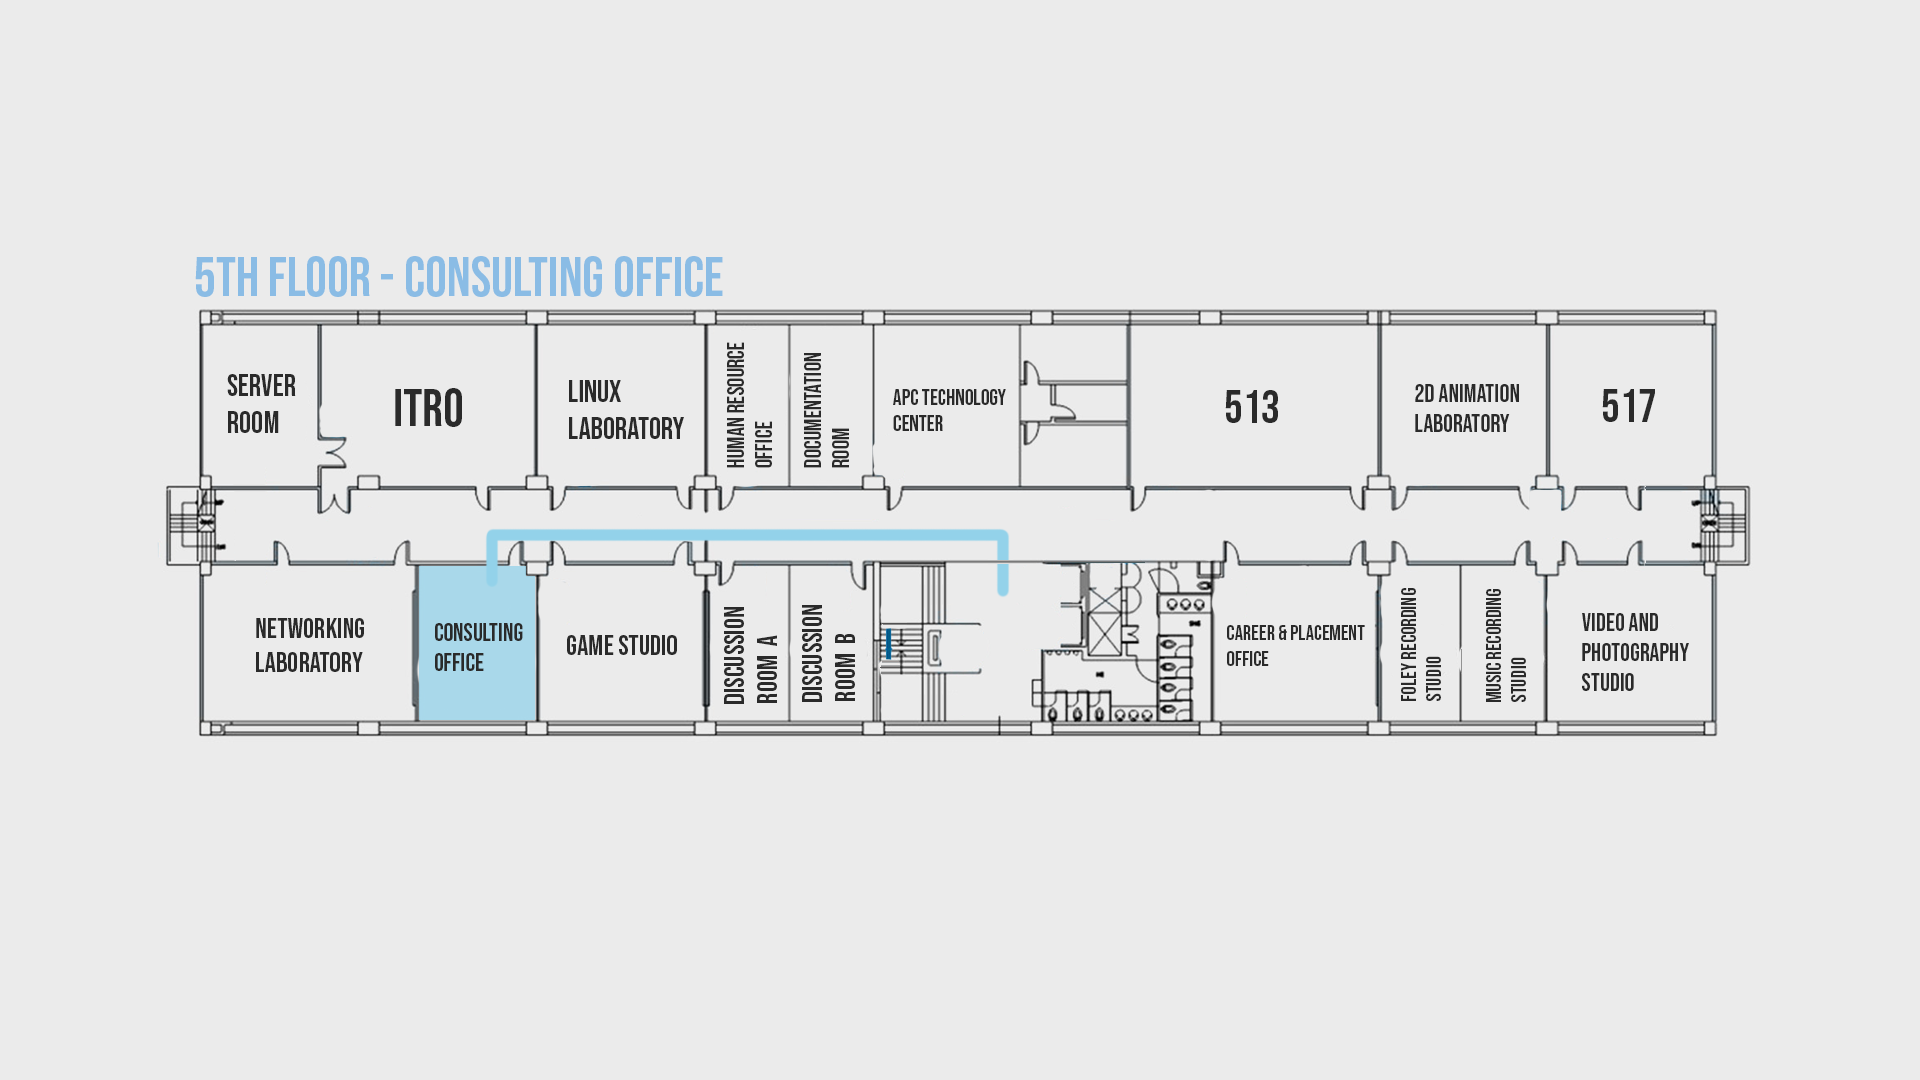 5TH FLOOR - CONSULTING OFFICE
SERVER
ROOM
ITRO
LINUX
LABORATORY
HUMAN RESOURCE
OFFICE
DOCUMENTATION
ROOM
APC TECHNOLOGY
CENTER
513
2D ANIMATION
LABORATORY
517
NETWORKING
LABORATORY
CONSULTING
OFFICE
GAME STUDIO
DISCUSSION
ROOM A
DISCUSSION
ROOM B
CAREER & PLACEMENT
OFFICE
FOLEY RECORDING
STUDIO
MUSIC RECORDING
STUDIO
VIDEO AND
PHOTOGRAPHY
STUDIO